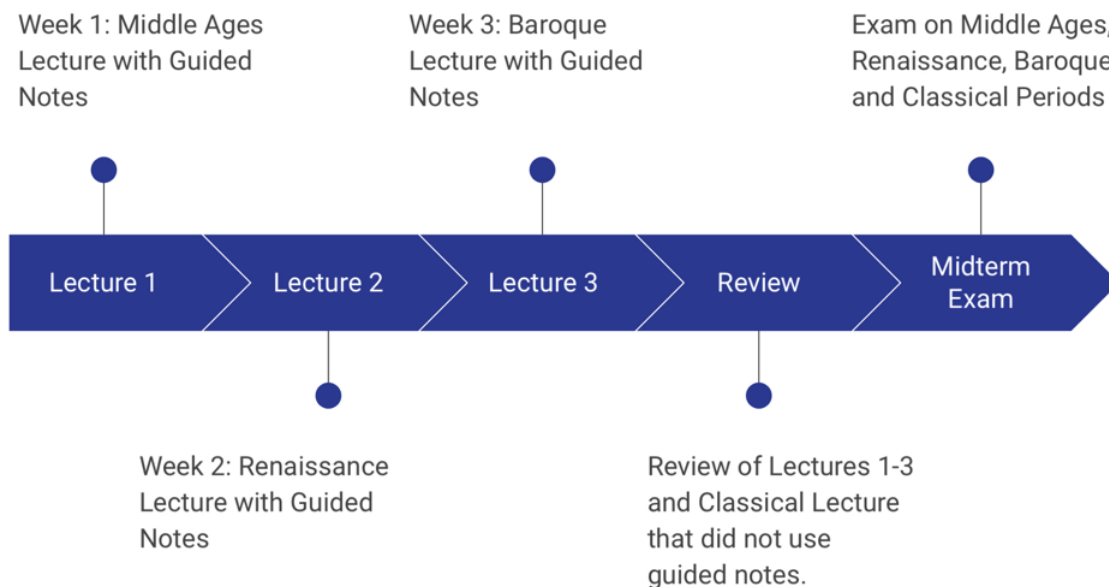 Week 1: Middle Ages
Lecture with Guided
Notes
Week 3: Baroque
Lecture with Guided
Notes
Exam on Middle Ages,
Renaissance, Baroque
and Classical Periods
Lecture 1
Lecture 2
Lecture 3
Review
Midterm
Exam
Week 2: Renaissance
Lecture with Guided
Notes
Review of Lectures 1-3
and Classical Lecture
that did not use
guided notes.